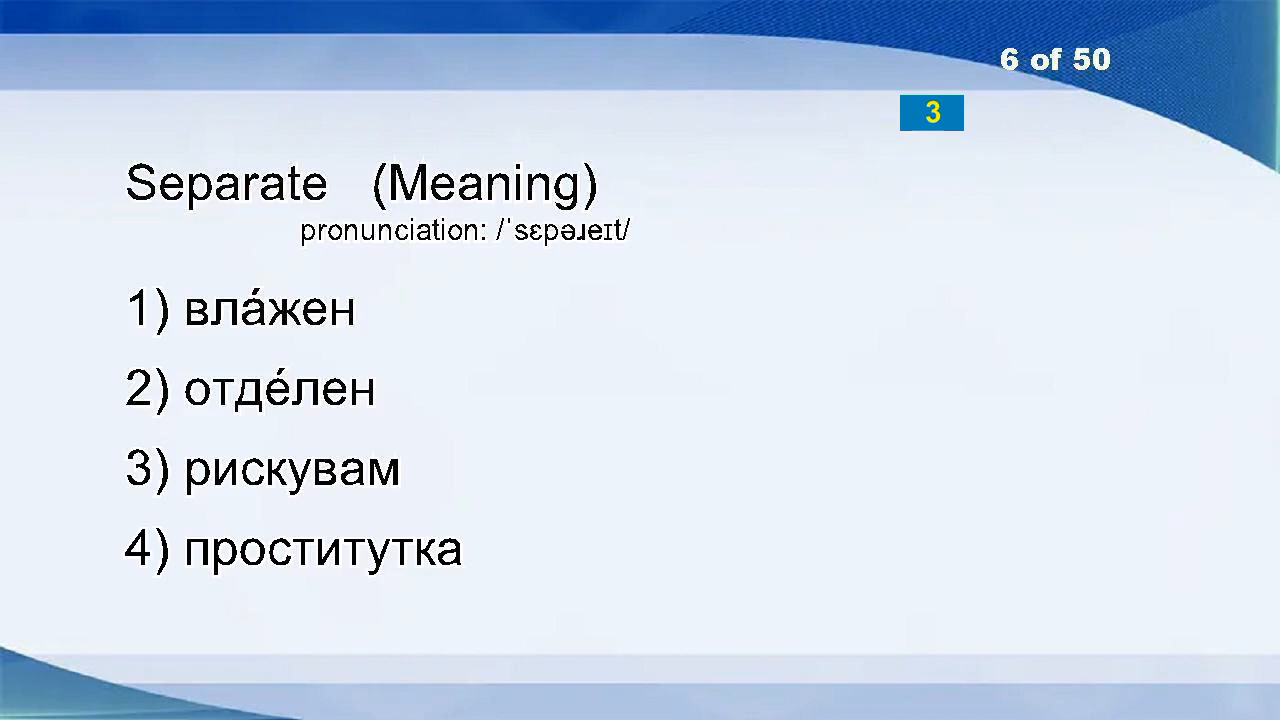 6 of 50
3
Separate (Meaning)
pronunciation: /ˈsɛpəɹeɪt/
1) вла́жен
2) отде́лен
3) рискувам
4) проститутка